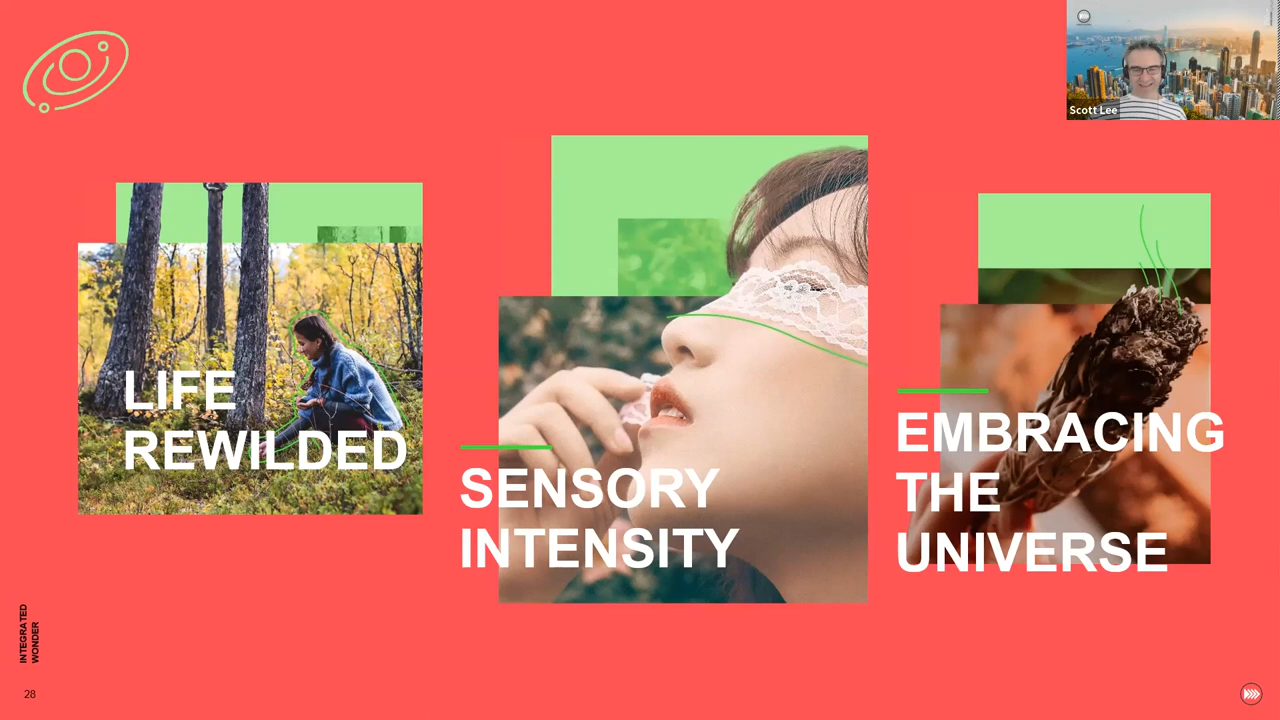 Scott Lee
LIFE
REWILDED
SENSORY
INTENSITY
EMBRACING
THE
UNIVERSE
INTEGRATED
WONDER
28